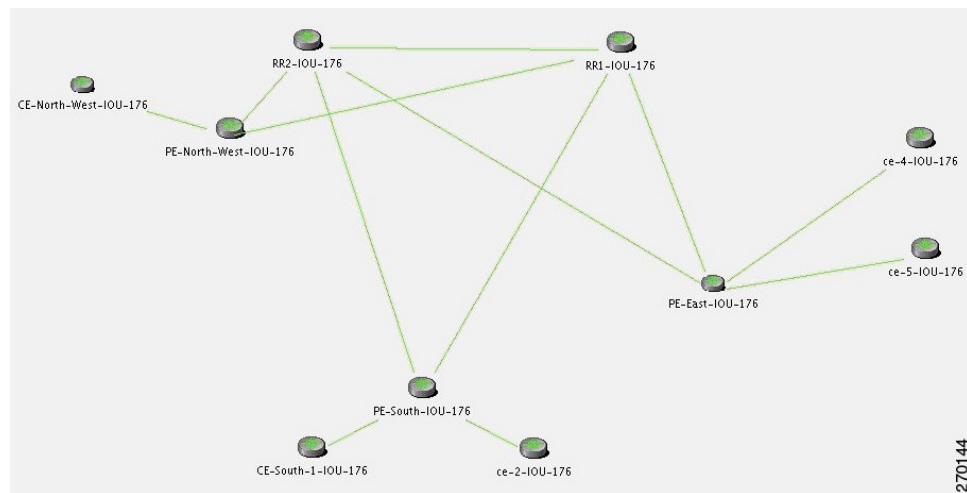 RR2-IOU-176
RR1-IOU-176
CE-North-West-IOU-176
PE-North-West-IOU-176
ce-4-IOU-176
ce-5-IOU-176
PE-East-IOU-176
PE-South-IOU-176
CE-South-1-IOU-176
ce-2-IOU-176
270144